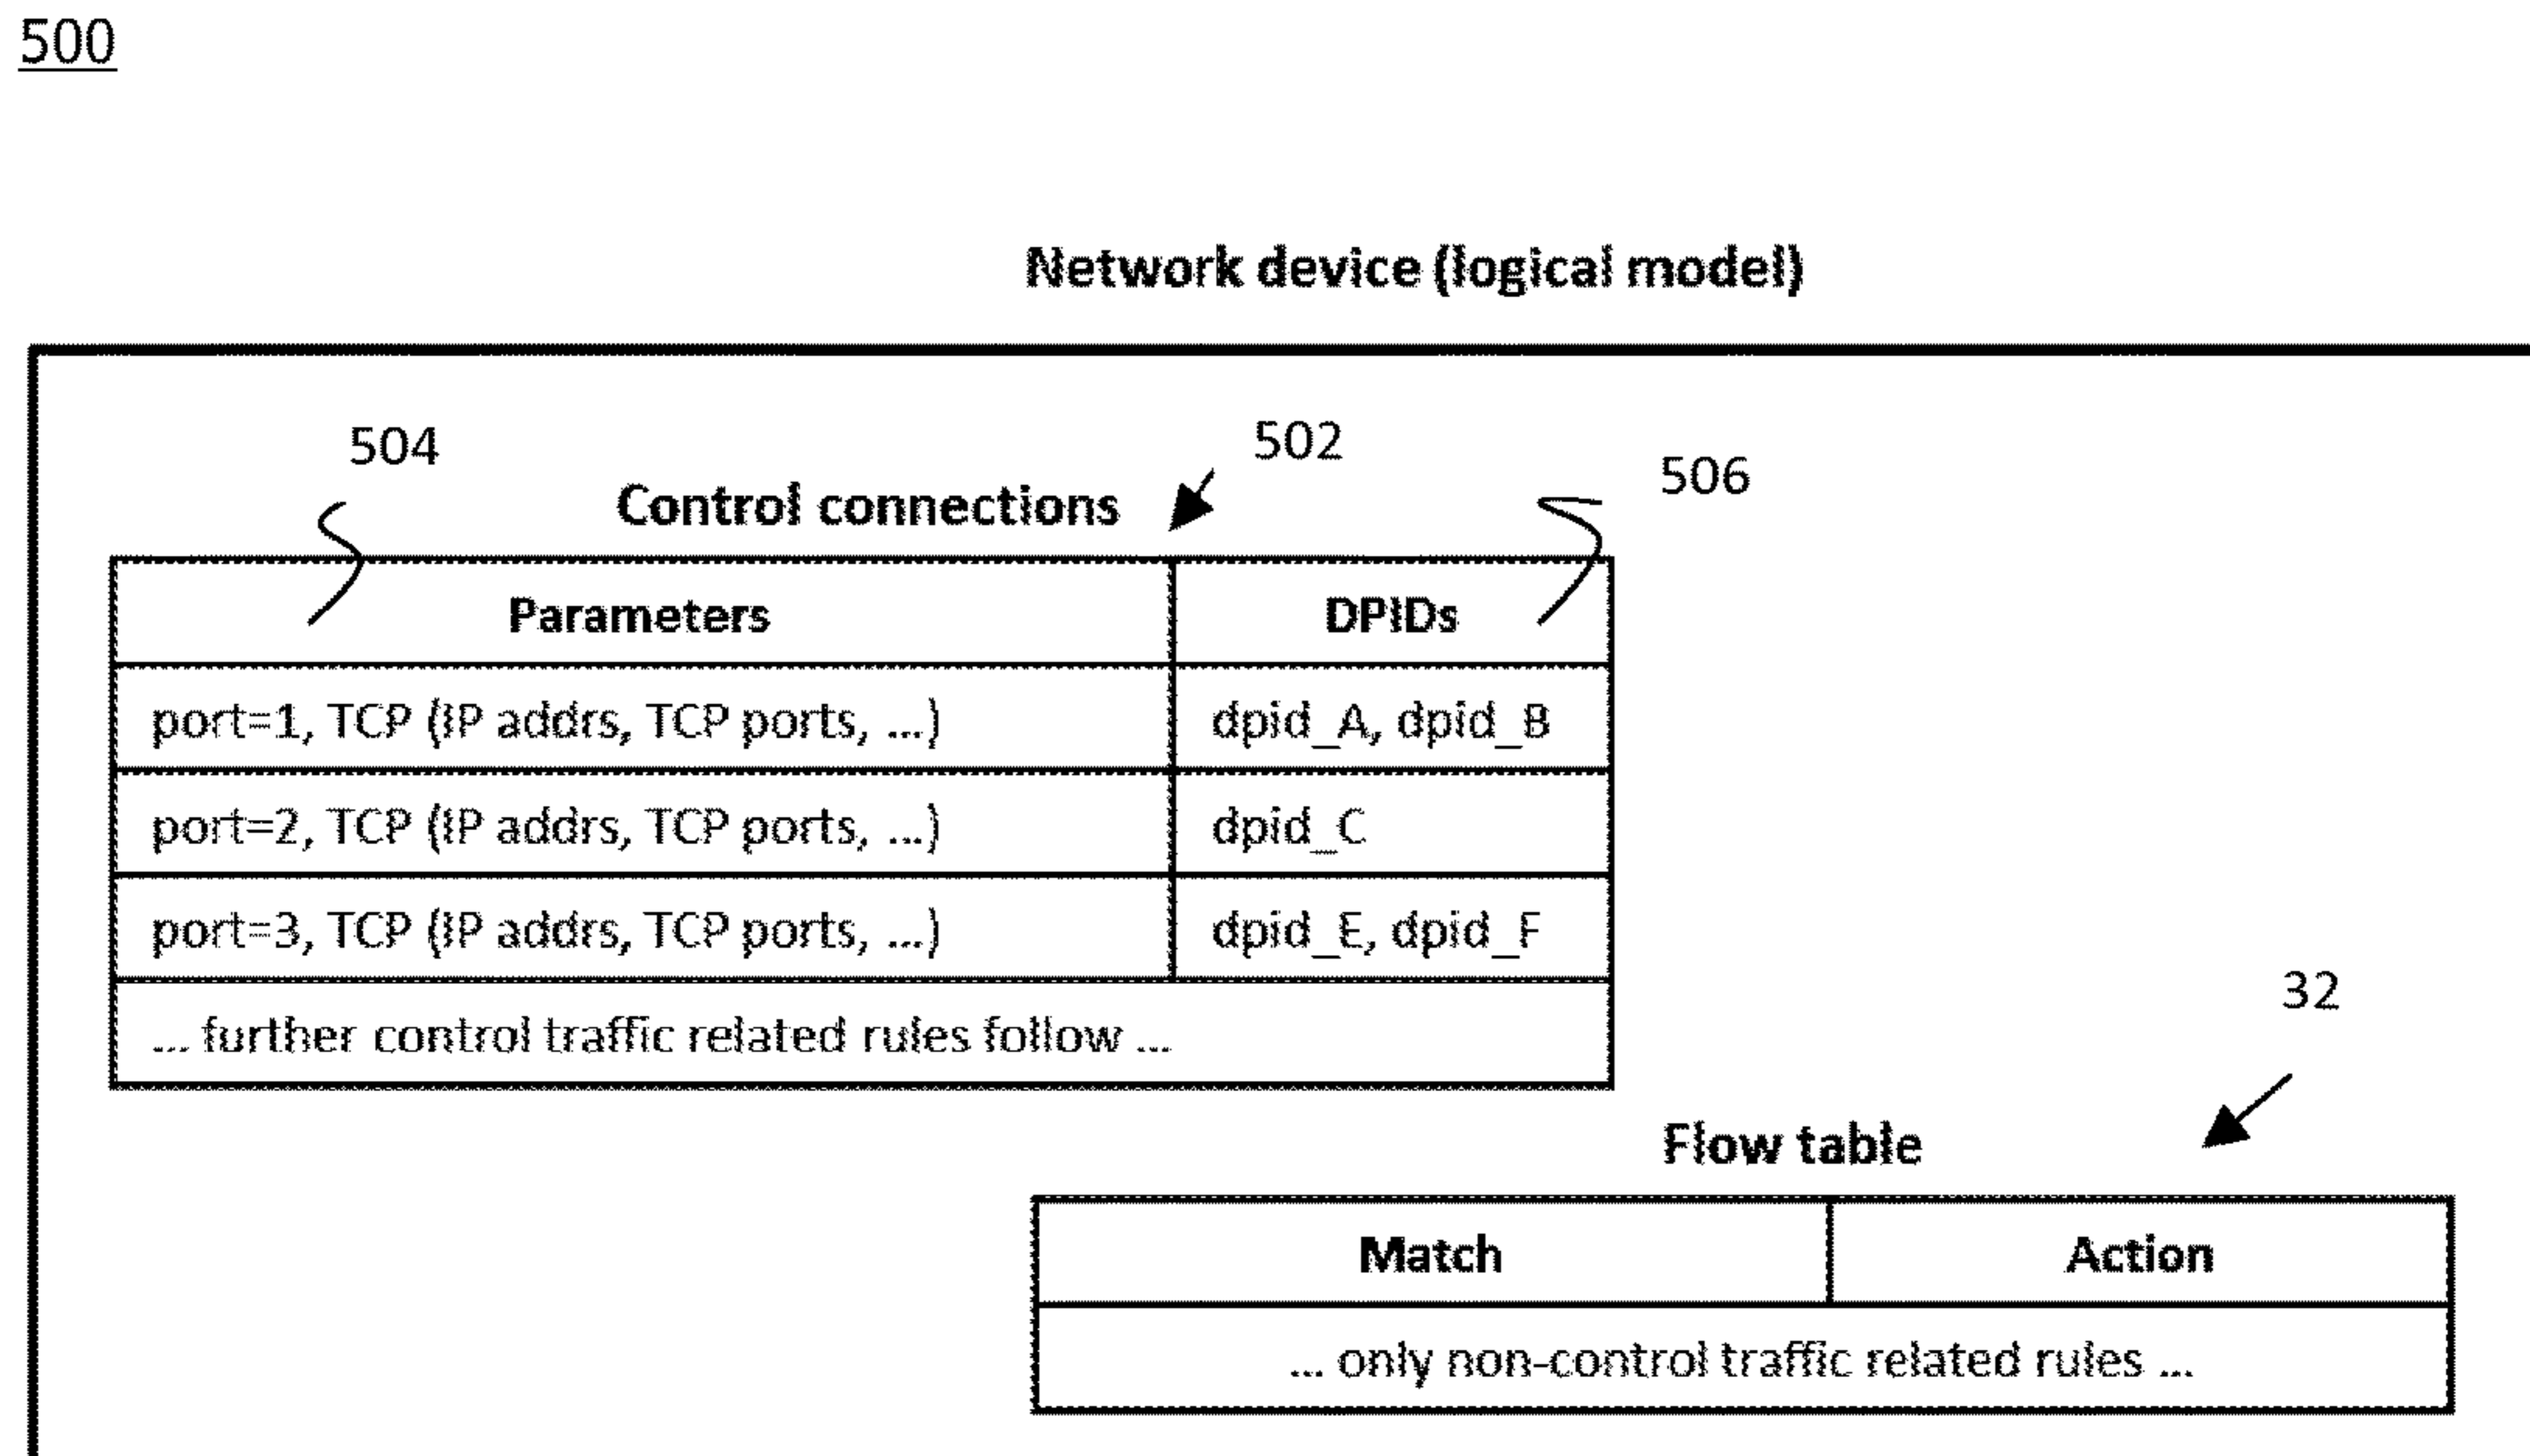 500
Network device (logical model)
504
502
506
Control connections
Parameters DPIDs
port=1, TCP (IP addrs, TCP ports, ...) dpid_A, dpid_B
port=2, TCP (IP addrs, TCP ports, ...) dpid_C
port=3, TCP (IP addrs, TCP ports, ...) dpid_E, dpid_F
... further control traffic related rules follow ...
32
Flow table
Match Action
... only non-control traffic related rules ...